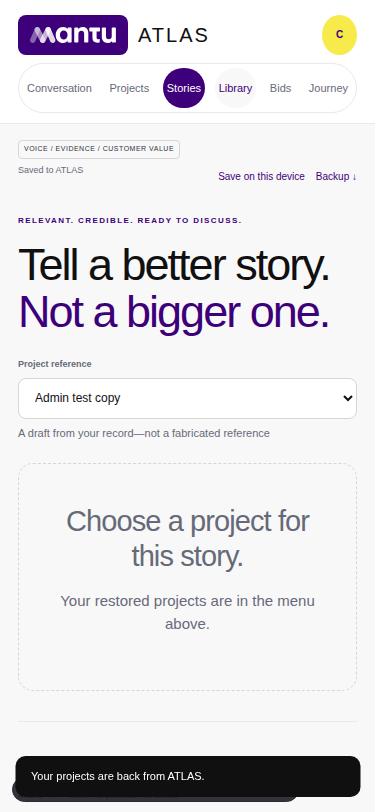 mantu ATLAS C
Conversation Projects Stories Library Bids Journey
VOICE / EVIDENCE / CUSTOMER VALUE
Saved to ATLAS
Save on this device Backup ↓
RELEVANT. CREDIBLE. READY TO DISCUSS.
Tell a better story.
Not a bigger one.
Project reference
Admin test copy
A draft from your record—not a fabricated reference
Choose a project for
this story.
Your restored projects are in the menu
above.
Your projects are back from ATLAS.